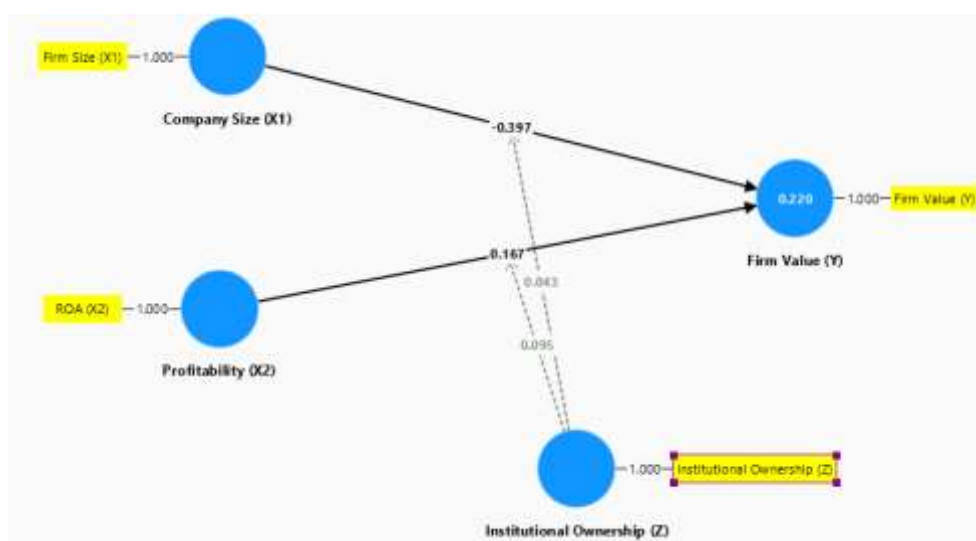 Firm Size (X1)
1.000
Company Size (X1)
-0.397
0.220
1.000
Firm Value (Y)
Firm Value (Y)
0.167
0.043
ROA (X2)
1.000
0.095
Profitability (X2)
1.000
Institutional Ownership (Z)
Institutional Ownership (Z)